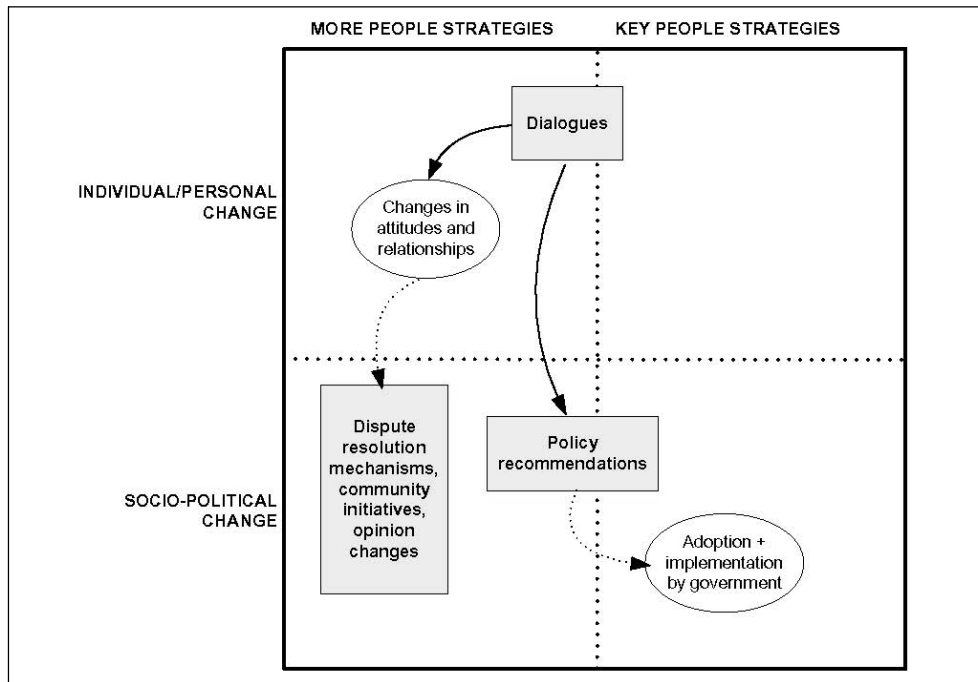 MORE PEOPLE STRATEGIES
KEY PEOPLE STRATEGIES
Dialogues
INDIVIDUAL/PERSONAL
CHANGE
Changes in
attitudes and
relationships
Dispute
resolution
mechanisms,
community
initiatives,
opinion
changes
Policy
recommendations
SOCIO-POLITICAL
CHANGE
Adoption +
implementation
by government